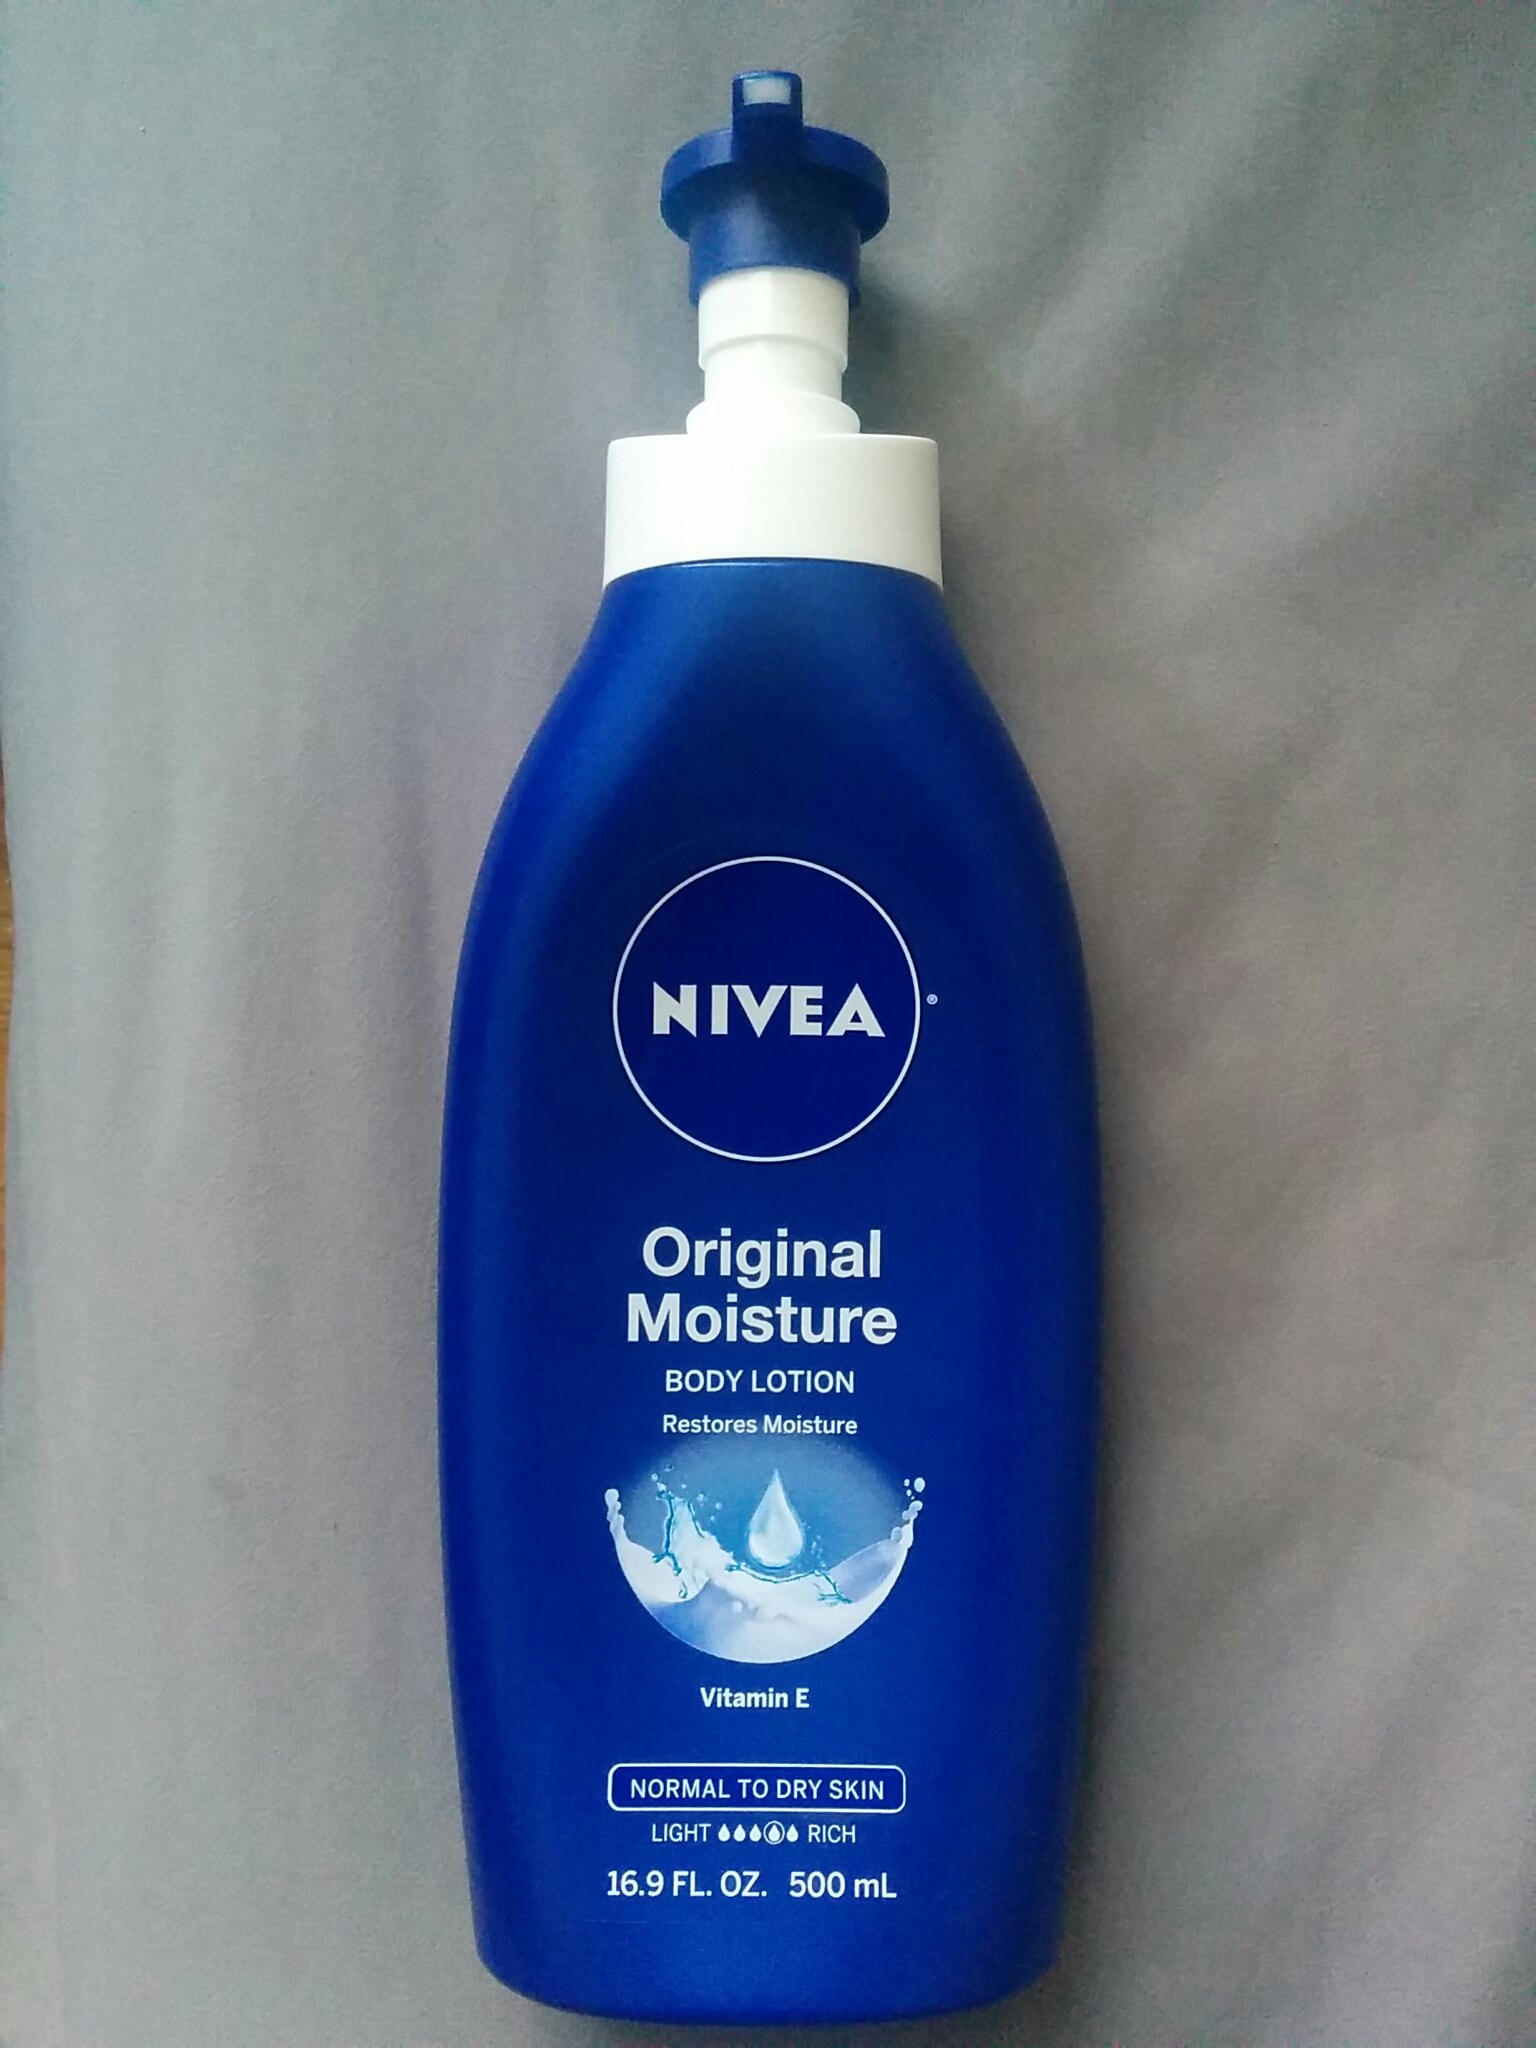 NIVEA®
Original
Moisture
BODY LOTION
Restores Moisture
Vitamin E
NORMAL TO DRY SKIN
LIGHT RICH
16.9 FL. OZ. 500 mL